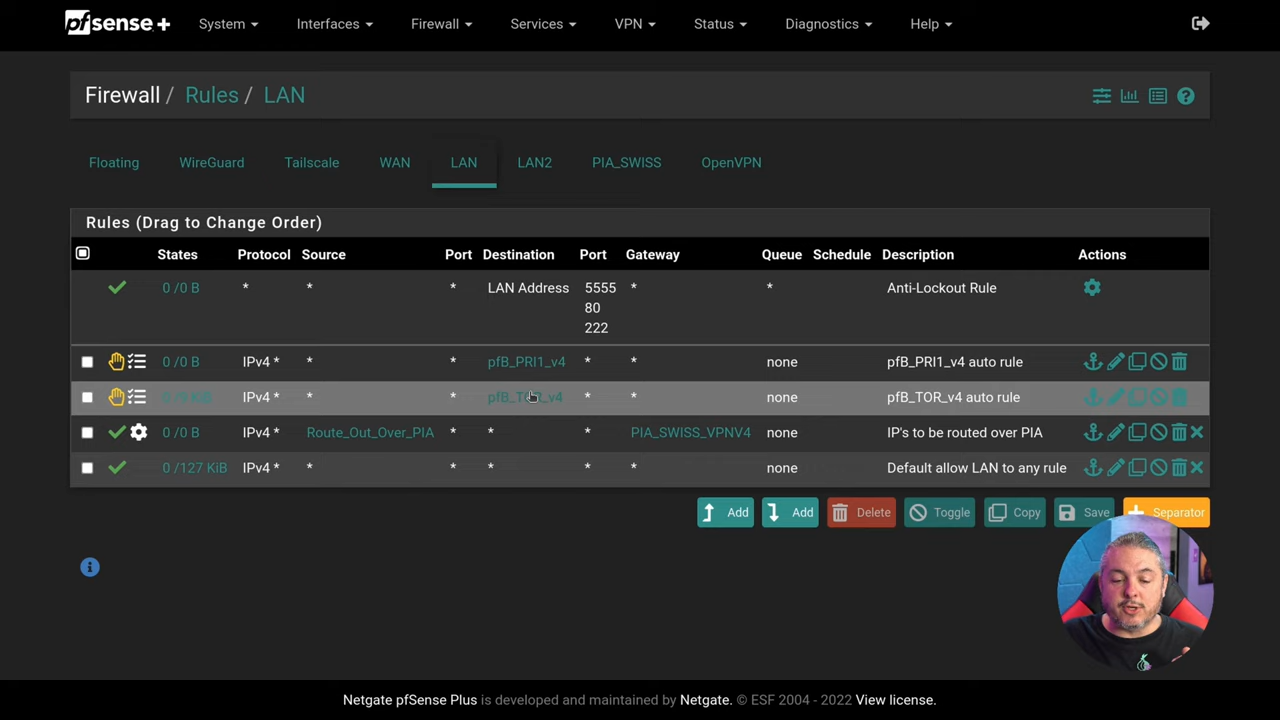 pfsense +
System Interfaces Firewall Services VPN Status Diagnostics Help
Firewall / Rules / LAN
Floating WireGuard Tailscale WAN LAN LAN2 PIA_SWISS OpenVPN
Rules (Drag to Change Order)
States Protocol Source Port Destination Port Gateway Queue Schedule Description Actions
0 /0 B * * * LAN Address 5555 * * Anti-Lockout Rule
80
222
0 /0 B IPv4 * * * pfB_PRI1_v4 * * none pfB_PRI1_v4 auto rule
IPv4 * * * pfB_TOR_v4 * * none pfB_TOR_v4 auto rule
0 /0 B IPv4 * Route_Out_Over_PIA * * * PIA_SWISS_VPNV4 none IP's to be routed over PIA
0 /127 KiB IPv4 * * * * * * none Default allow LAN to any rule
Add Add Delete Toggle Copy Save Separator
Netgate pfSense Plus is developed and maintained by Netgate. © ESF 2004 - 2022 View license.